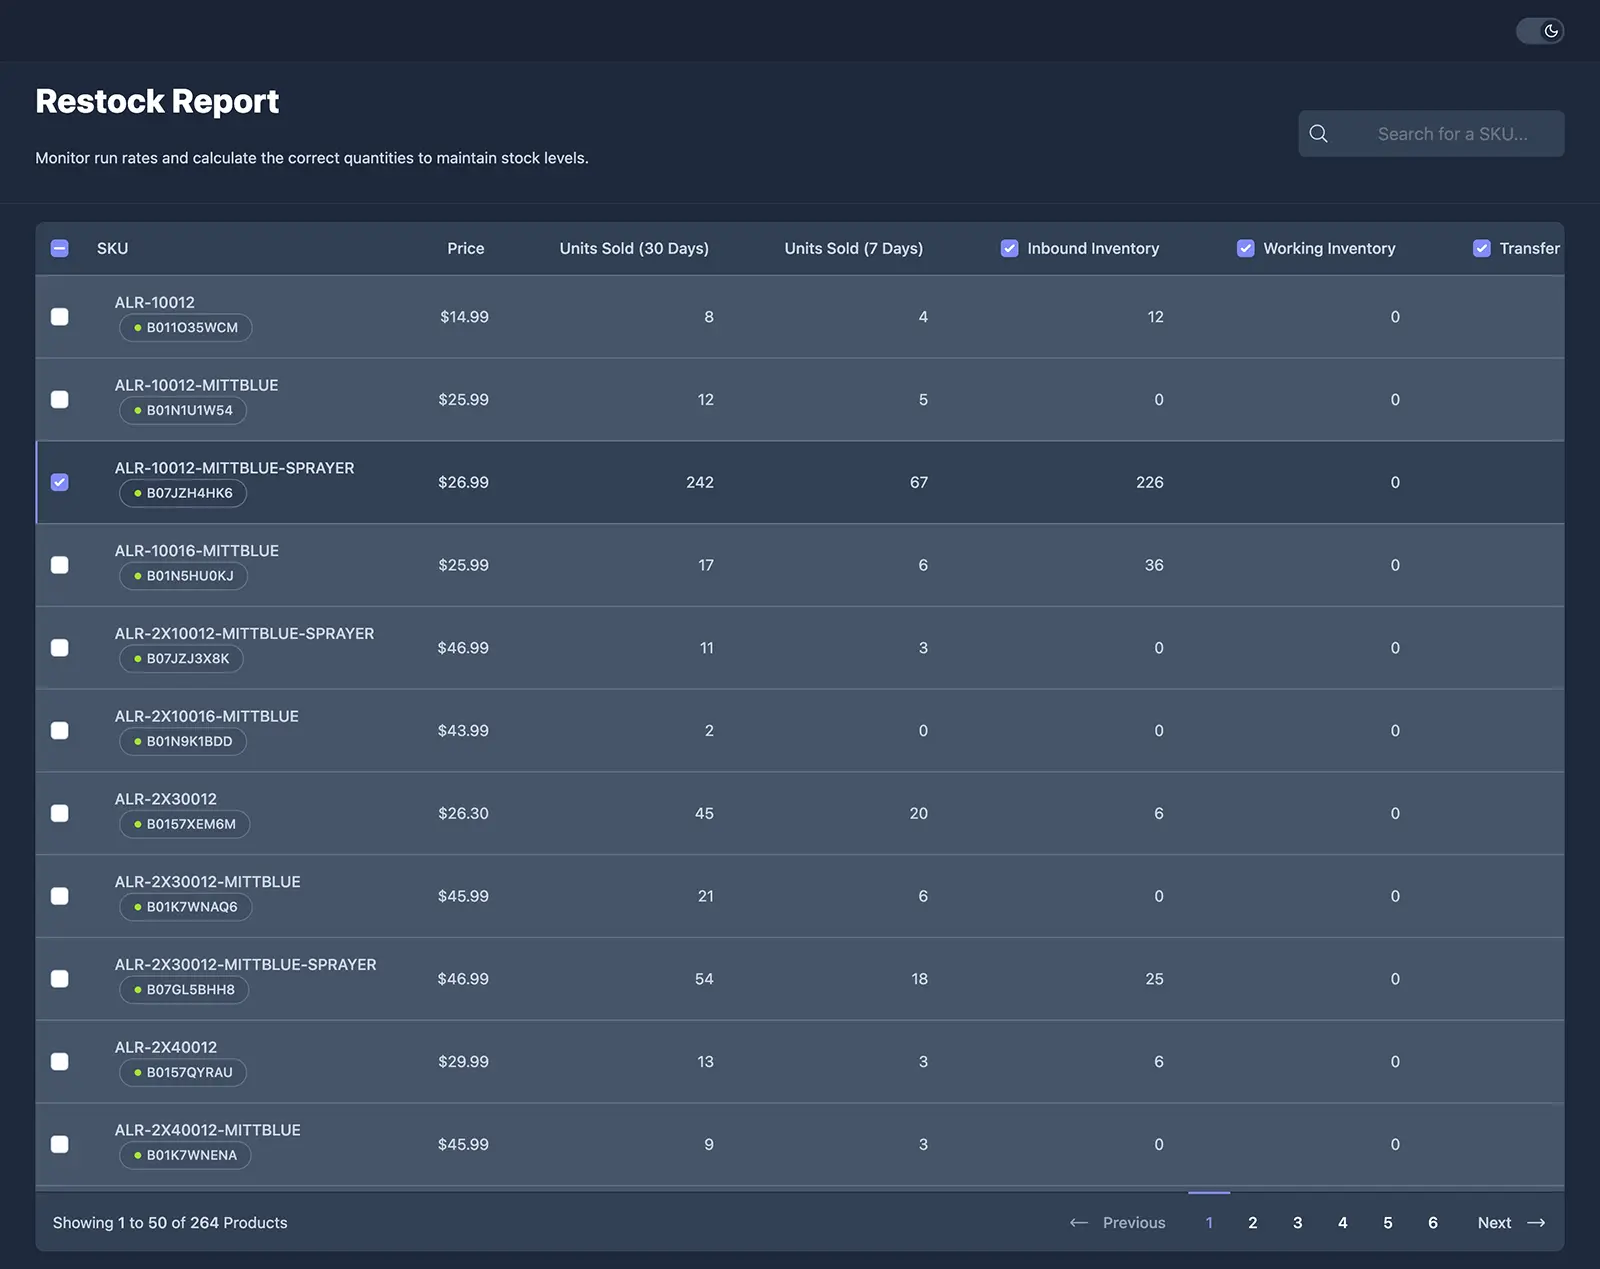 Restock Report
Search for a SKU...
Monitor run rates and calculate the correct quantities to maintain stock levels.
SKU Price Units Sold (30 Days) Units Sold (7 Days) Inbound Inventory Working Inventory Transfer
ALR-10012
B011O35WCM
$14.99 8 4 12 0
ALR-10012-MITTBLUE
B01N1U1W54
$25.99 12 5 0 0
ALR-10012-MITTBLUE-SPRAYER
B07JZH4HK6
$26.99 242 67 226 0
ALR-10016-MITTBLUE
B01N5HU0KJ
$25.99 17 6 36 0
ALR-2X10012-MITTBLUE-SPRAYER
B07JZJ3X8K
$46.99 11 3 0 0
ALR-2X10016-MITTBLUE
B01N9K1BDD
$43.99 2 0 0 0
ALR-2X30012
B0157XEM6M
$26.30 45 20 6 0
ALR-2X30012-MITTBLUE
B01K7WNAQ6
$45.99 21 6 0 0
ALR-2X30012-MITTBLUE-SPRAYER
B07GL5BHH8
$46.99 54 18 25 0
ALR-2X40012
B0157QYRAU
$29.99 13 3 6 0
ALR-2X40012-MITTBLUE
B01K7WNENA
$45.99 9 3 0 0
Showing 1 to 50 of 264 Products
← Previous 1 2 3 4 5 6 Next →